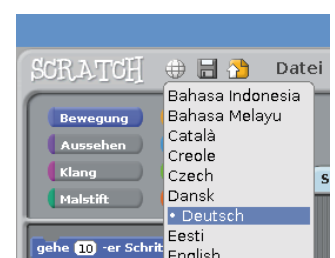 SCRATCH Datei
Bahasa Indonesia
Bahasa Melayu
Català
Creole
Czech
Dansk
• Deutsch
Eesti
English
Bewegung
Aussehen
Klang
Malstift
S
gehe 10 -er Schrit